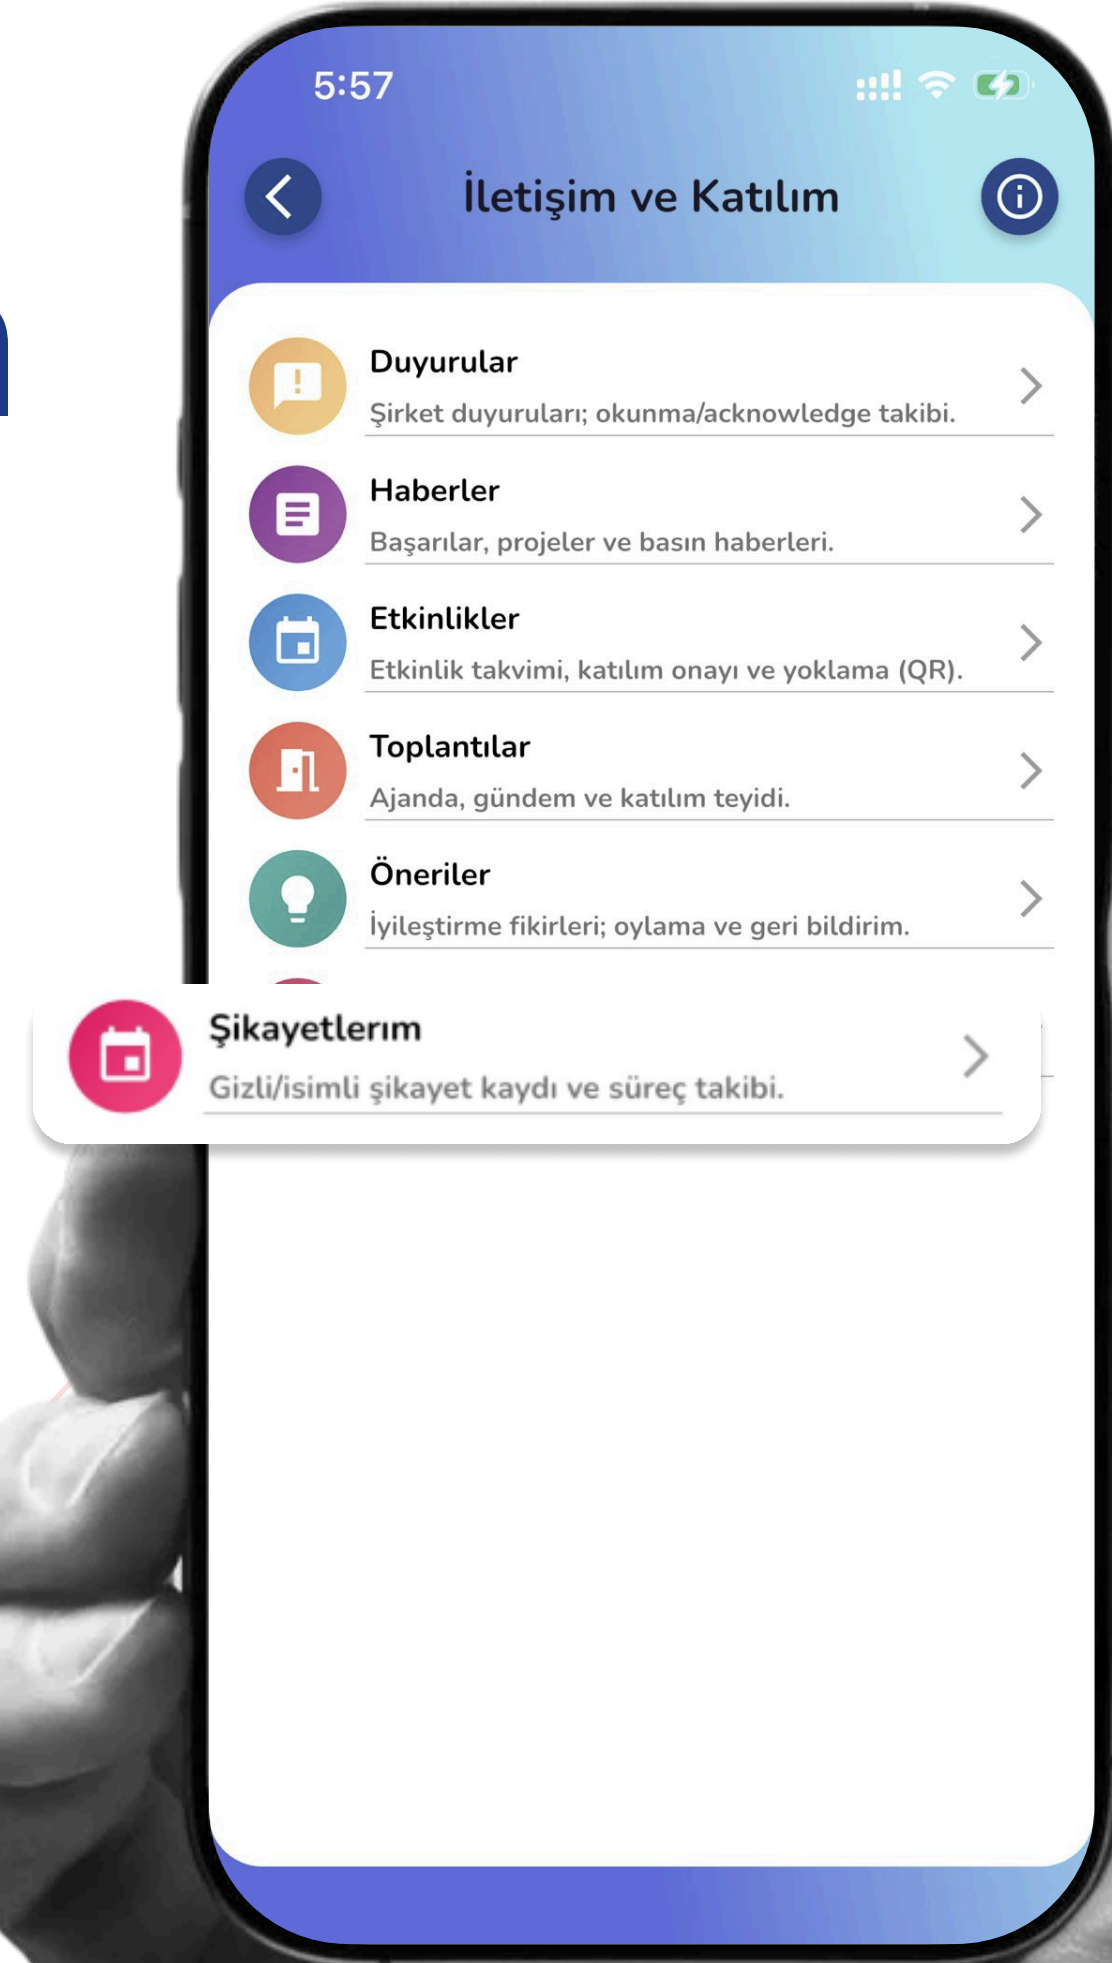 5:57
İletişim ve Katılım
Duyurular
Şirket duyuruları; okunma/acknowledge takibi.
Haberler
Başarılar, projeler ve basın haberleri.
Etkinlikler
Etkinlik takvimi, katılım onayı ve yoklama (QR).
Toplantılar
Ajanda, gündem ve katılım teyidi.
Öneriler
İyileştirme fikirleri; oylama ve geri bildirim.
Şikayetlerım
Gizli/isimli şikayet kaydı ve süreç takibi.